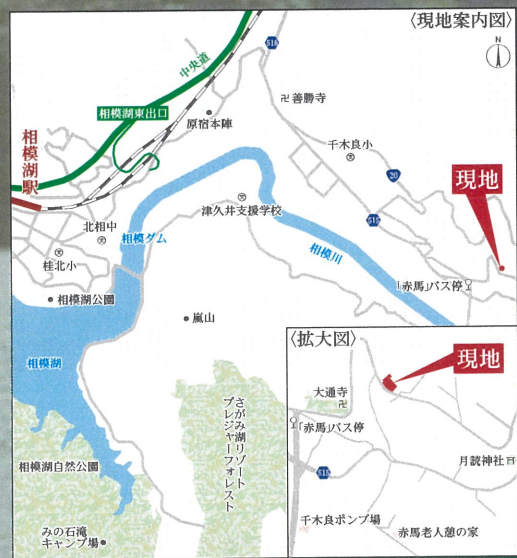 〈現地案内図〉
N
516
中央道
卍善勝寺
相模湖東出口
原宿本陣
千木良小
相模湖駅
20
現地
津久井支援学校
515
北相中
相模ダム
相模川
桂北小
「赤馬」バス停
相模湖公園
嵐山
〈拡大図〉
現地
相模湖
大通寺
卍
さがみ湖リゾート
プレジャーフォレスト
「赤馬」バス停
月読神社
相模湖自然公園
515
千木良ポンプ場
みの石滝
キャンプ場
赤馬老人憩の家